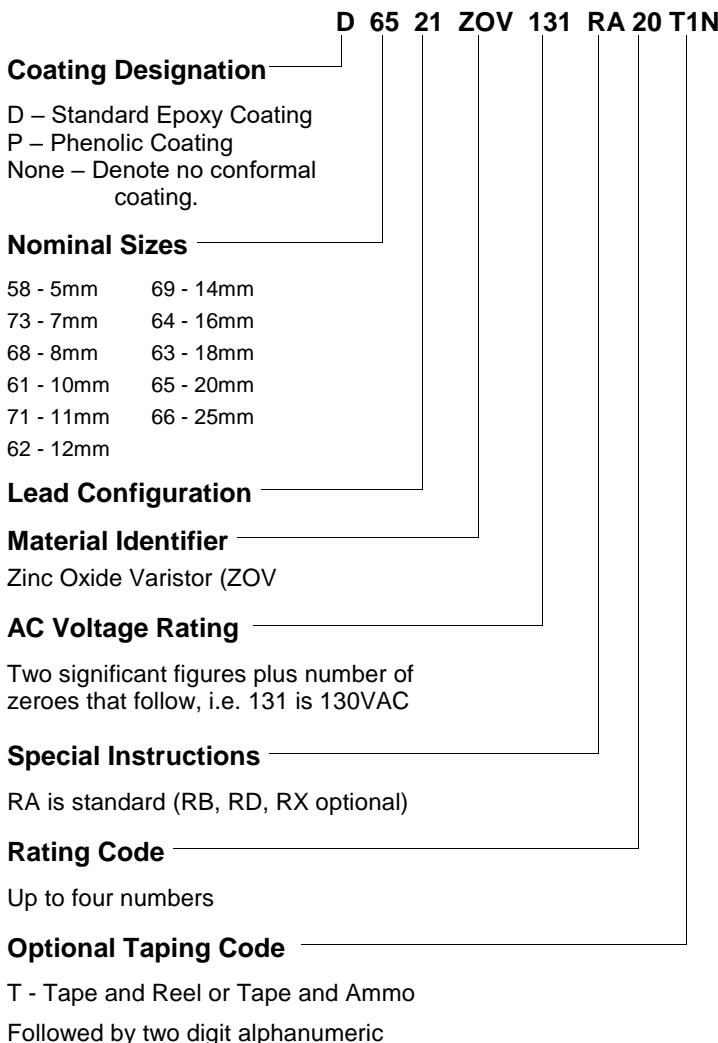 D 65 21 ZOV 131 RA 20 T1N
Coating Designation
D – Standard Epoxy Coating
P – Phenolic Coating
None – Denote no conformal
coating.
Nominal Sizes
58 - 5mm 69 - 14mm
73 - 7mm 64 - 16mm
68 - 8mm 63 - 18mm
61 - 10mm 65 - 20mm
71 - 11mm 66 - 25mm
62 - 12mm
Lead Configuration
Material Identifier
Zinc Oxide Varistor (ZOV
AC Voltage Rating
Two significant figures plus number of
zeroes that follow, i.e. 131 is 130VAC
Special Instructions
RA is standard (RB, RD, RX optional)
Rating Code
Up to four numbers
Optional Taping Code
T - Tape and Reel or Tape and Ammo
Followed by two digit alphanumeric